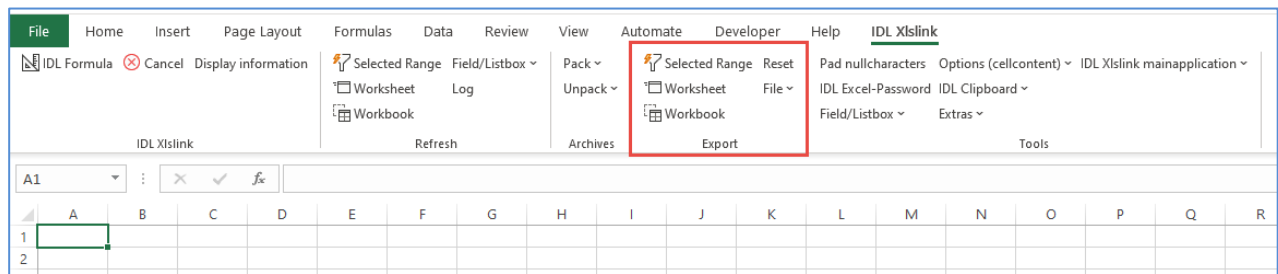 File Home Insert Page Layout Formulas Data Review View Automate Developer Help IDL Xlslink
IDL Formula Cancel Display information Selected Range Field/Listbox Pack Selected Range Reset Pad nullcharacters Options (cellcontent) IDL Xlslink mainapplication
Worksheet Log Unpack Worksheet File IDL Excel-Password IDL Clipboard
Workbook Workbook Field/Listbox Extras
IDL Xlslink Refresh Archives Export Tools
A1 fx
A B C D E F G H I J K L M N O P Q R
1
2